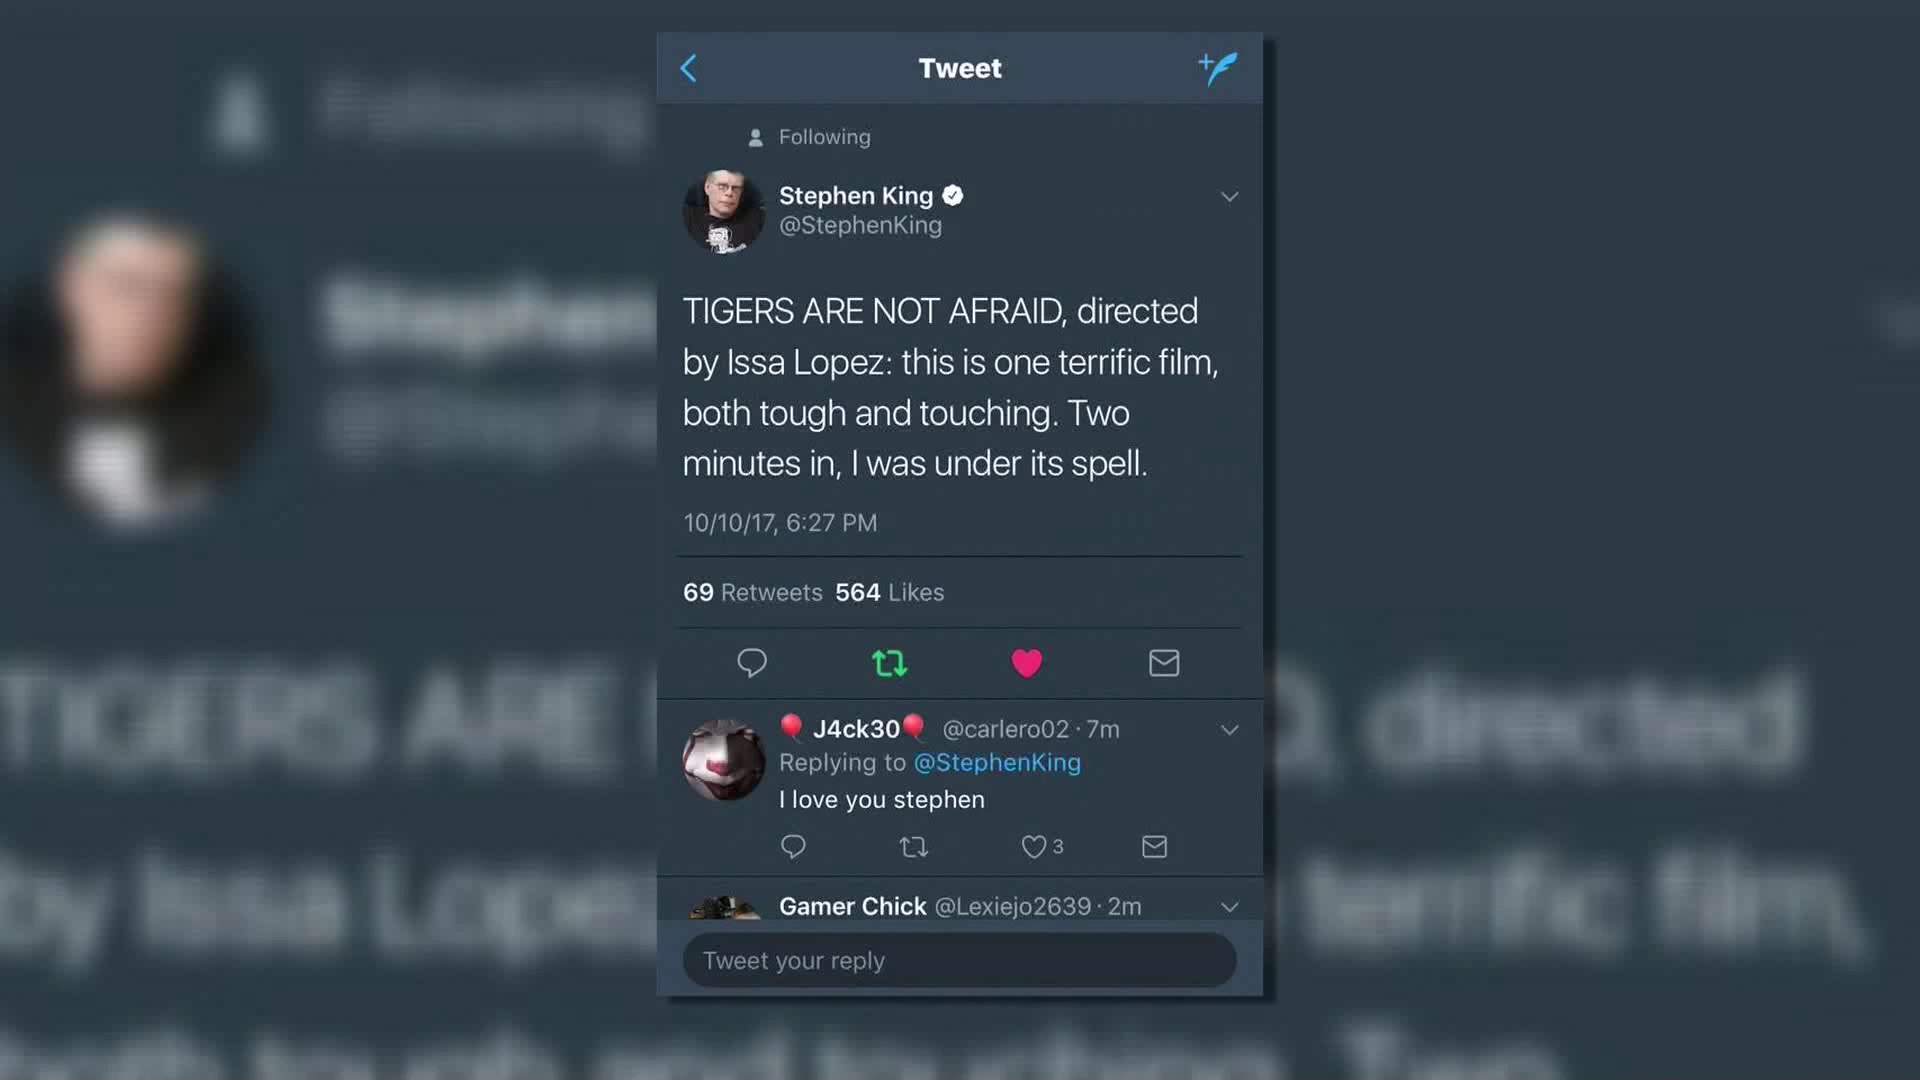 Tweet
Following
Stephen King
@StephenKing
TIGERS ARE NOT AFRAID, directed
by Issa Lopez: this is one terrific film,
both tough and touching. Two
minutes in, I was under its spell.
10/10/17, 6:27 PM
69 Retweets 564 Likes
🎈 J4ck30🎈 @carlero02 · 7m
Replying to @StephenKing
I love you stephen
3
Gamer Chick @Lexiejo2639 · 2m
Tweet your reply